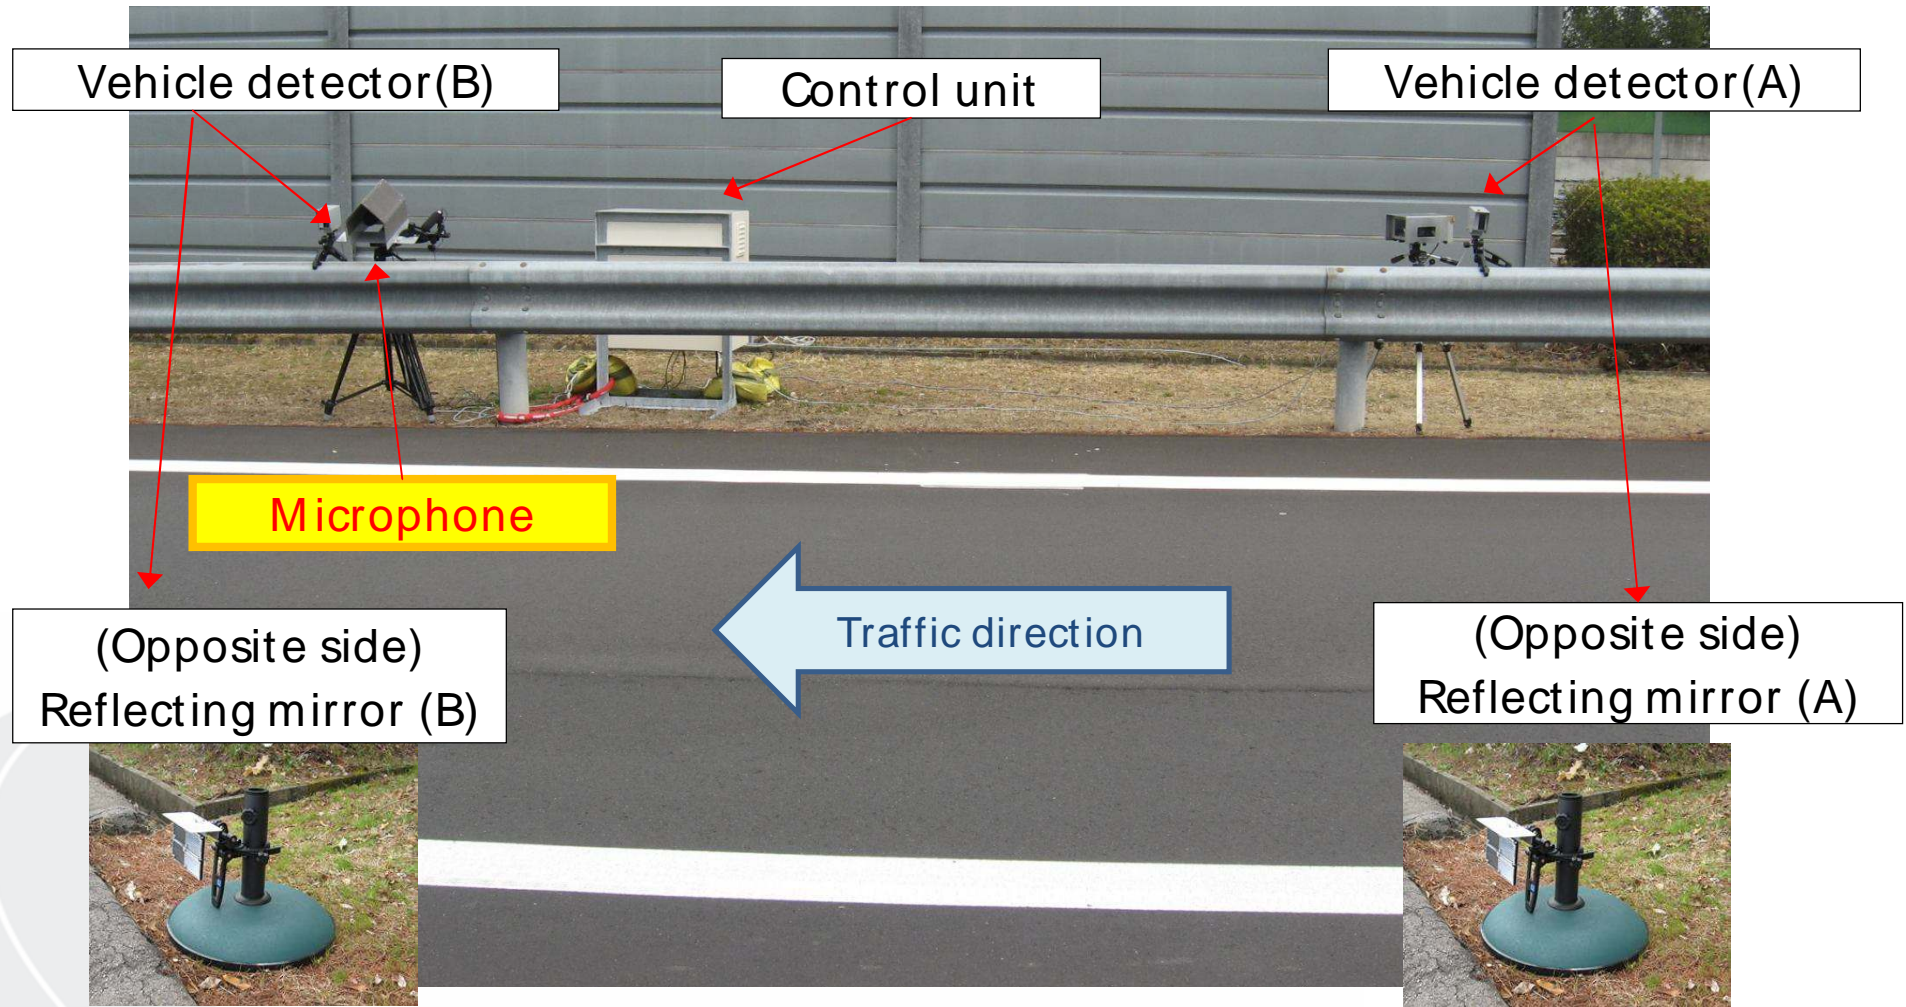 Vehicle detector(B)
Control unit
Vehicle detector(A)
Microphone
Traffic direction
(Opposite side)
Reflecting mirror (B)
(Opposite side)
Reflecting mirror (A)